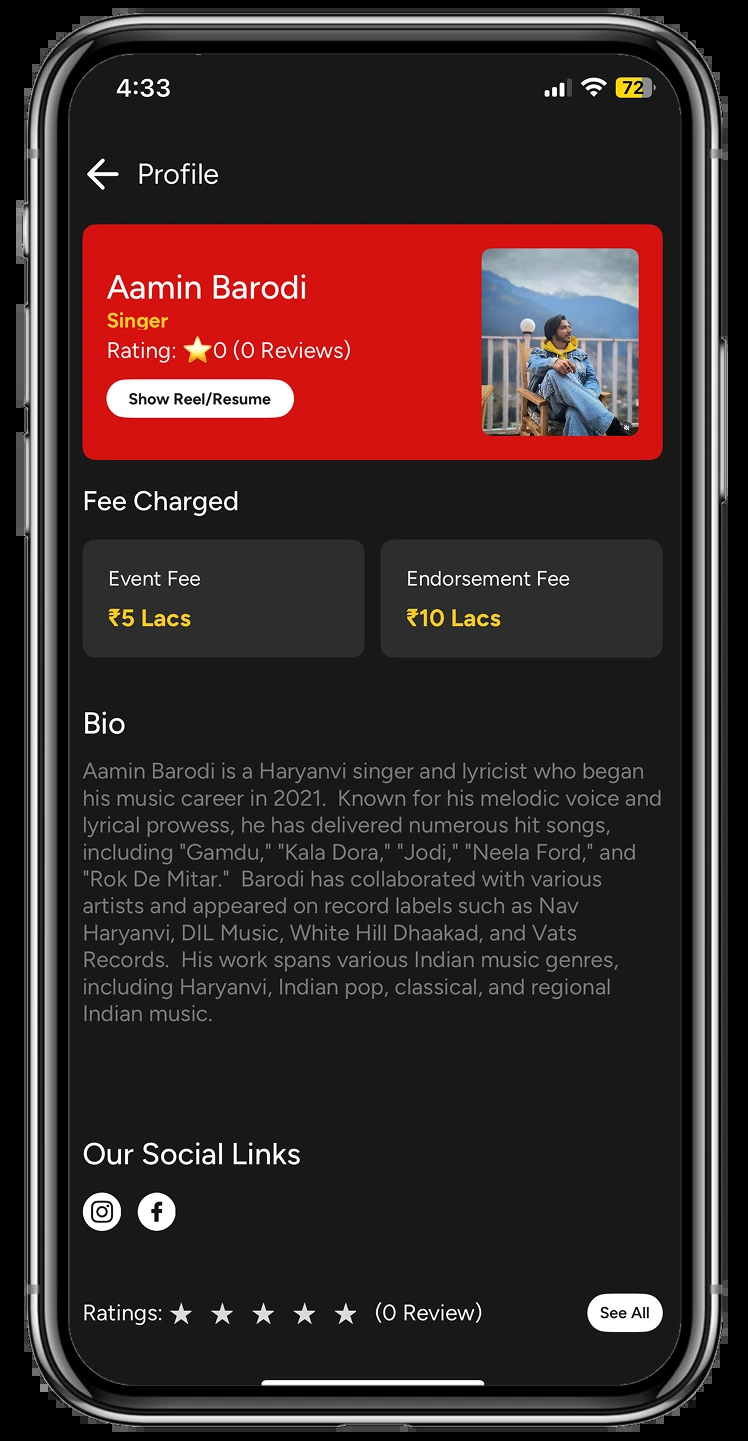 4:33
72
Profile
Aamin Barodi
Singer
Rating: ⭐0 (0 Reviews)
Show Reel/Resume
Fee Charged
Event Fee
₹5 Lacs
Endorsement Fee
₹10 Lacs
Bio
Aamin Barodi is a Haryanvi singer and lyricist who began
his music career in 2021.  Known for his melodic voice and
lyrical prowess, he has delivered numerous hit songs,
including "Gamdu," "Kala Dora," "Jodi," "Neela Ford," and
"Rok De Mitar."  Barodi has collaborated with various
artists and appeared on record labels such as Nav
Haryanvi, DIL Music, White Hill Dhaakad, and Vats
Records.  His work spans various Indian music genres,
including Haryanvi, Indian pop, classical, and regional
Indian music.
Our Social Links
Ratings: ★ ★ ★ ★ ★ (0 Review)
See All